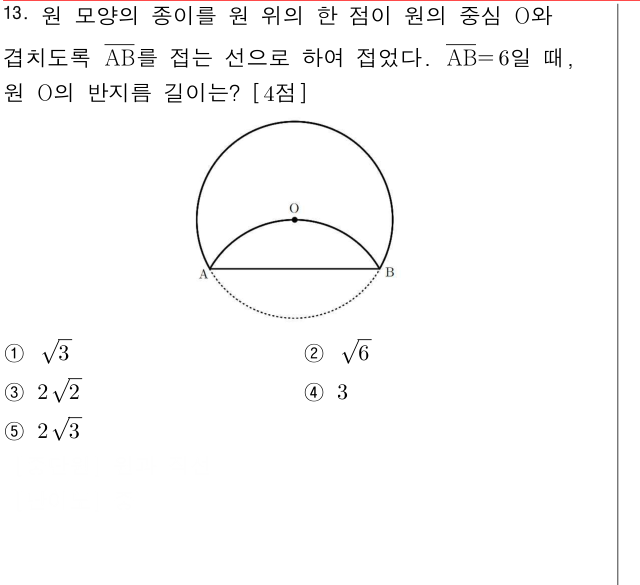 13. 원 모양의 종이를 원 위의 한 점이 원의 중심 O와
겹치도록 AB를 접는 선으로 하여 접었다. AB=6일 때,
원 O의 반지름 길이는? [4점]
O
A
B
① √3
② √6
③ 2√2
④ 3
⑤ 2√3